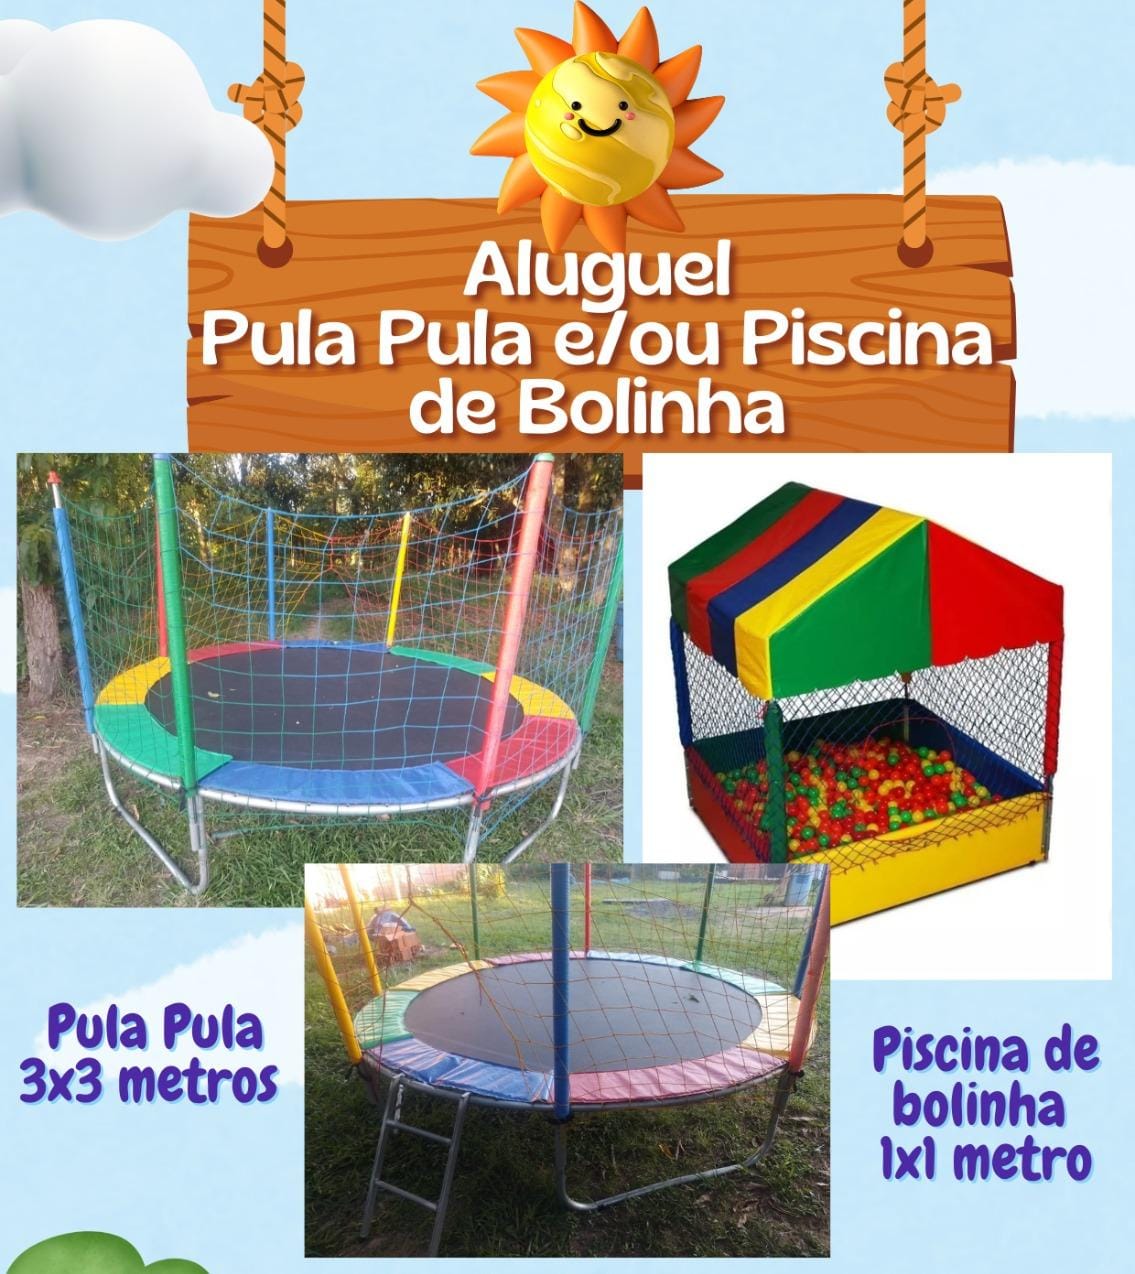 Aluguel
Pula Pula e/ou Piscina
de Bolinha
Pula Pula
3x3 metros
Piscina de
bolinha
1x1 metro